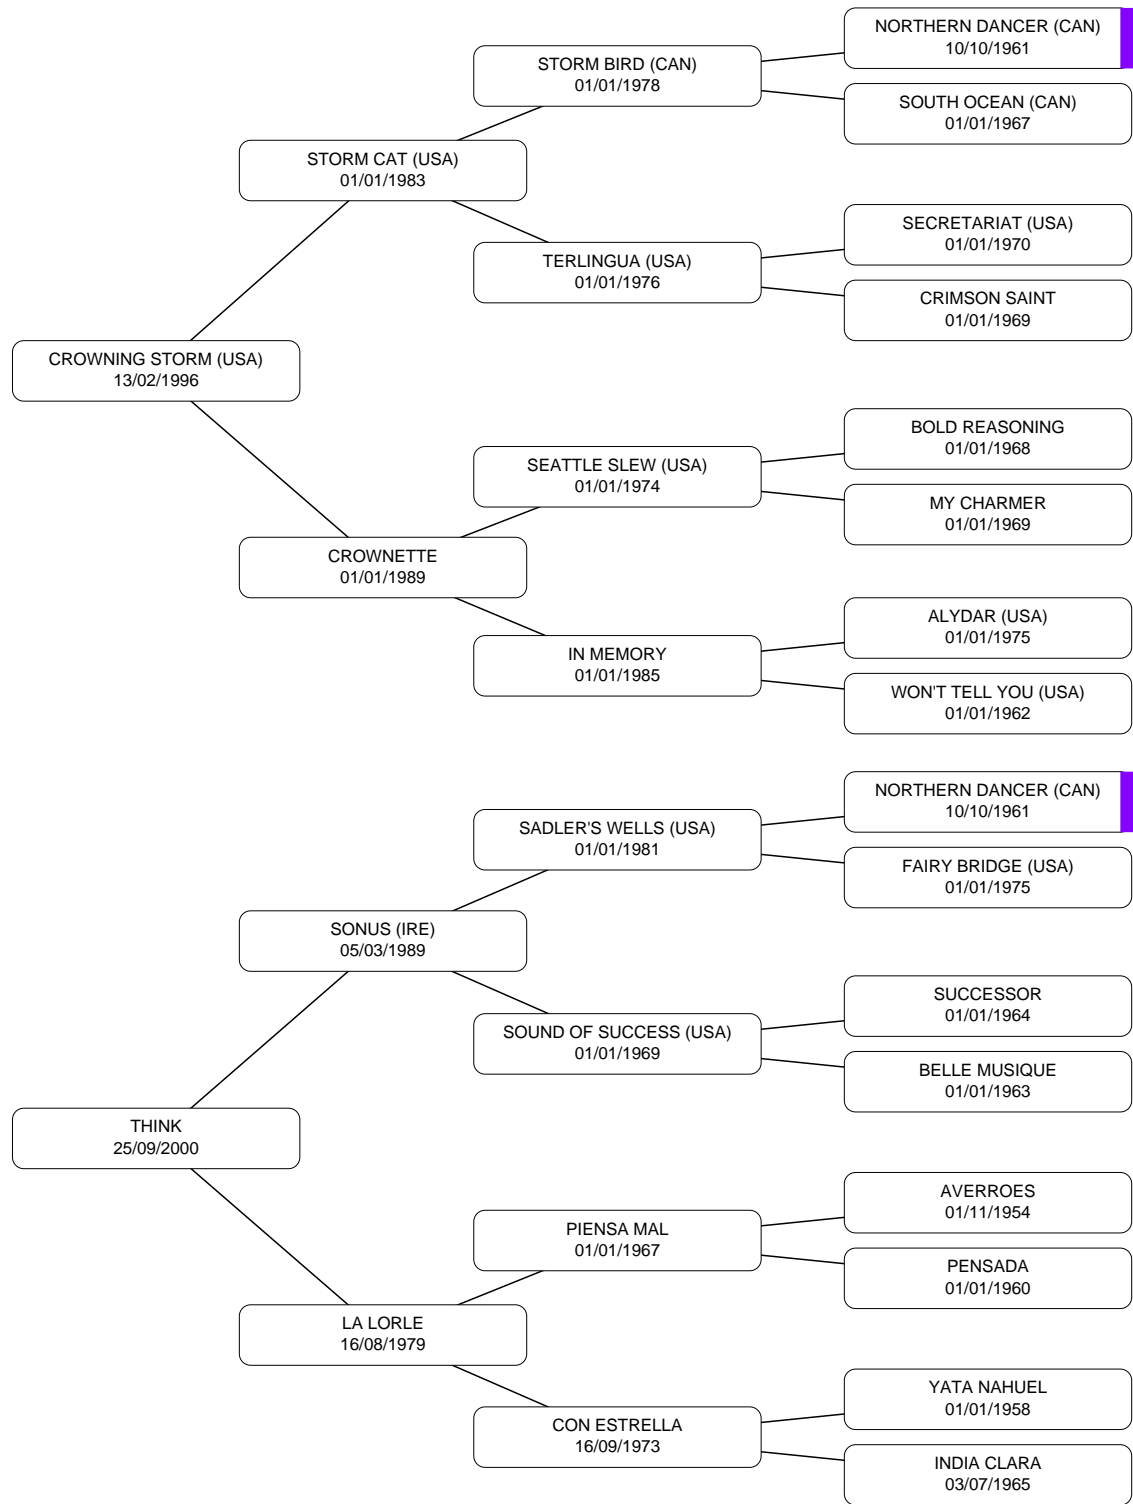 NORTHERN DANCER (CAN)
10/10/1961
STORM BIRD (CAN)
01/01/1978
SOUTH OCEAN (CAN)
01/01/1967
STORM CAT (USA)
01/01/1983
SECRETARIAT (USA)
01/01/1970
TERLINGUA (USA)
01/01/1976
CRIMSON SAINT
01/01/1969
CROWNING STORM (USA)
13/02/1996
BOLD REASONING
01/01/1968
SEATTLE SLEW (USA)
01/01/1974
MY CHARMER
01/01/1969
CROWNETTE
01/01/1989
ALYDAR (USA)
01/01/1975
IN MEMORY
01/01/1985
WON'T TELL YOU (USA)
01/01/1962
NORTHERN DANCER (CAN)
10/10/1961
SADLER'S WELLS (USA)
01/01/1981
FAIRY BRIDGE (USA)
01/01/1975
SONUS (IRE)
05/03/1989
SUCCESSOR
01/01/1964
SOUND OF SUCCESS (USA)
01/01/1969
BELLE MUSIQUE
01/01/1963
THINK
25/09/2000
AVERROES
01/11/1954
PIENSA MAL
01/01/1967
PENSADA
01/01/1960
LA LORLE
16/08/1979
YATA NAHUEL
01/01/1958
CON ESTRELLA
16/09/1973
INDIA CLARA
03/07/1965